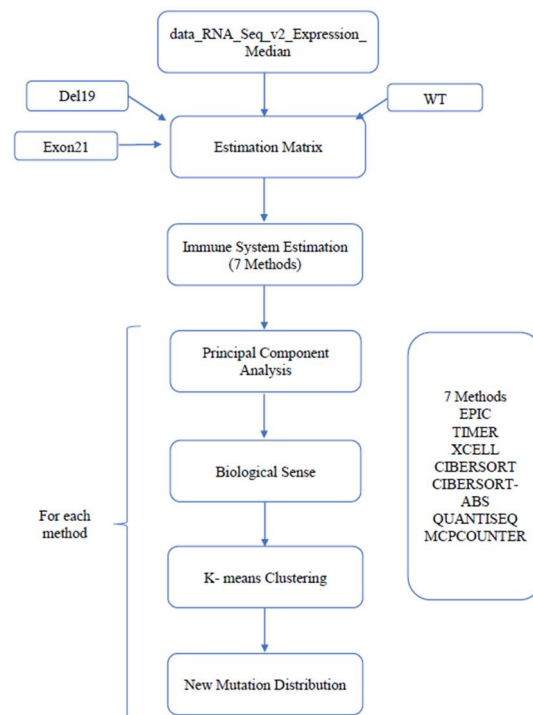 data_RNA_Seq_v2_Expression_
Median
Del19
WT
Exon21
Estimation Matrix
Immune System Estimation
(7 Methods)
Principal Component
Analysis
Biological Sense
For each
method
K- means Clustering
New Mutation Distribution
7 Methods
EPIC
TIMER
XCELL
CIBERSORT
CIBERSORT-
ABS
QUANTISEQ
MCPCOUNTER